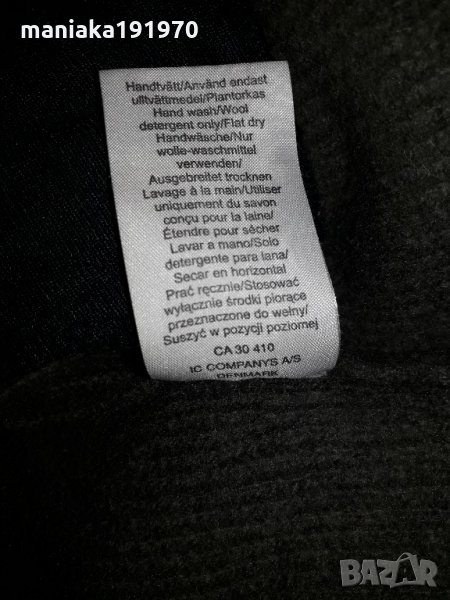 maniaka191970
Handtvätt/Använd endast
ulltvättmedel/Plantorkas
Hand wash/Wool
detergent only/Flat dry
Handwäsche/Nur
wolle-waschmittel
verwenden/
Ausgebreitet trocknen
Lavage à la main/Utiliser
uniquement du savon
conçu pour la laine/
Étendre pour sécher
Lavar a mano/Solo
detergente para lana/
Secar en horizontal
Prać ręcznie/Stosować
wyłącznie środki piorące
przeznaczone do wełny/
Suszyć w pozycji poziomej
CA 30 410
IC COMPANYS A/S
DENMARK
BAZAR